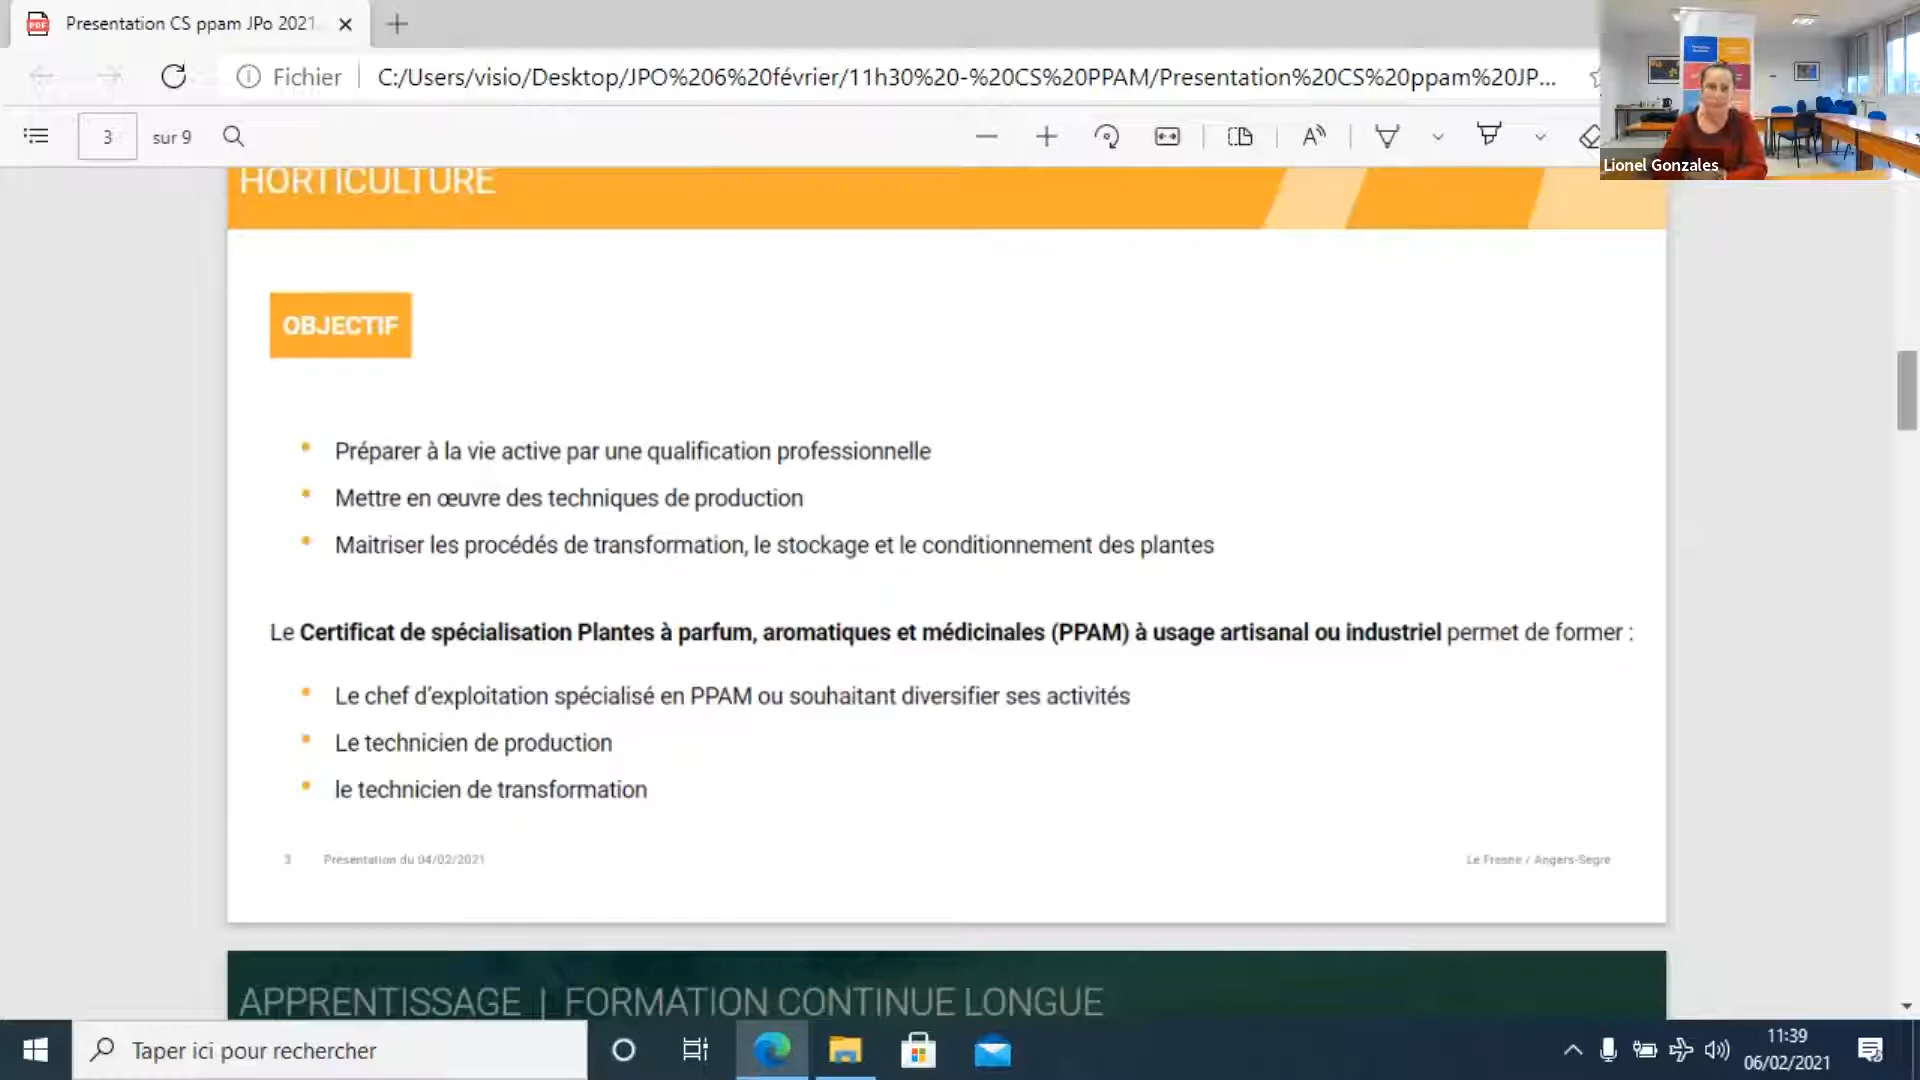 Presentation CS ppam JPo 2021
Fichier
C:/Users/visio/Desktop/JPO%206%20février/11h30%20-%20CS%20PPAM/Presentation%20CS%20ppam%20JP...
3
sur 9
Lionel Gonzales
HORTICULTURE
OBJECTIF
Préparer à la vie active par une qualification professionnelle
Mettre en œuvre des techniques de production
Maitriser les procédés de transformation, le stockage et le conditionnement des plantes
Le Certificat de spécialisation Plantes à parfum, aromatiques et médicinales (PPAM) à usage artisanal ou industriel permet de former :
Le chef d'exploitation spécialisé en PPAM ou souhaitant diversifier ses activités
Le technicien de production
le technicien de transformation
3 Presentation du 04/02/2021
Le Fresne / Angers-Segre
APPRENTISSAGE | FORMATION CONTINUE LONGUE
Taper ici pour rechercher
11:39
06/02/2021